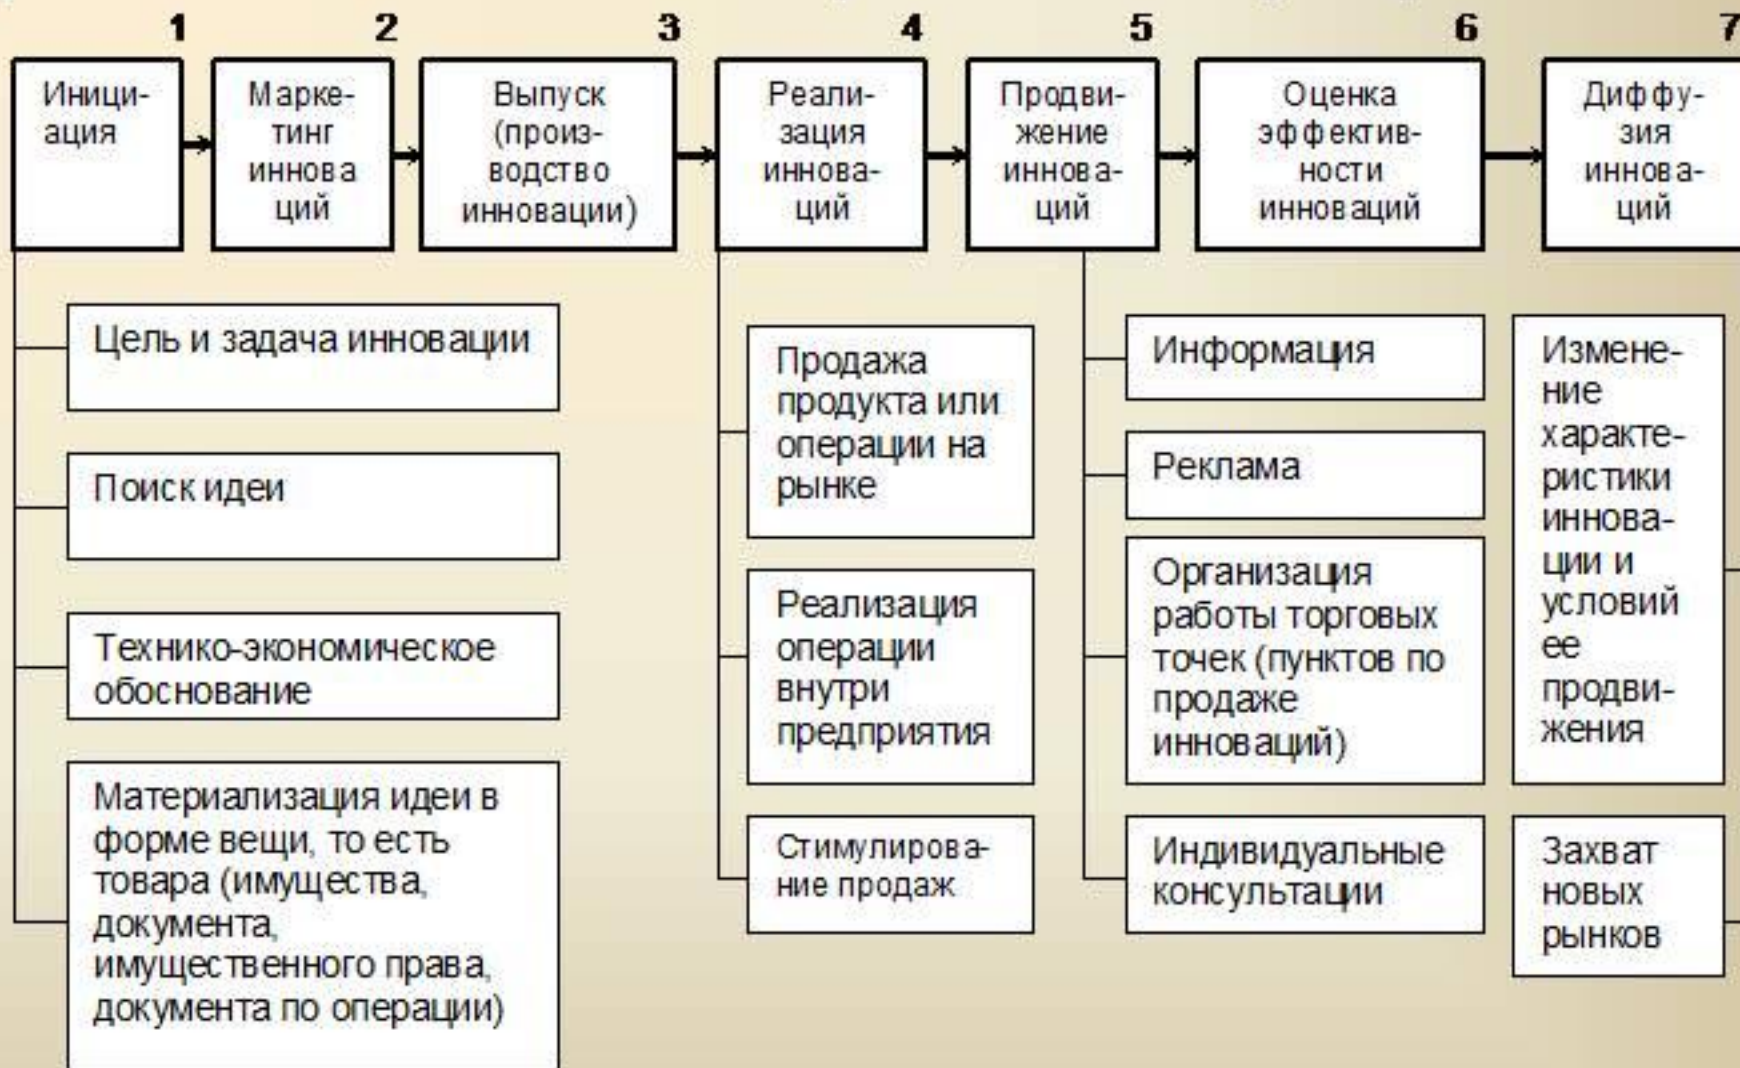 1
2
3
4
5
6
7
Иници-
ация
Марке-
тинг
иннова
ций
Выпуск
(произ-
водство
инновации)
Реали-
зация
иннова-
ций
Продви-
жение
иннова-
ций
Оценка
эффектив-
ности
инноваций
Диффу-
зия
иннова-
ций
Цель и задача инновации
Поиск идеи
Технико-экономическое
обоснование
Материализация идеи в
форме вещи, то есть
товара (имущества,
документа,
имущественного права,
документа по операции)
Продажа
продукта или
операции на
рынке
Реализация
операции
внутри
предприятия
Стимулирова-
ние продаж
Информация
Реклама
Организация
работы торговых
точек (пунктов по
продаже
инноваций)
Индивидуальные
консультации
Измене-
ние
характе-
ристики
иннова-
ции и
условий
ее
продви-
жения
Захват
новых
рынков